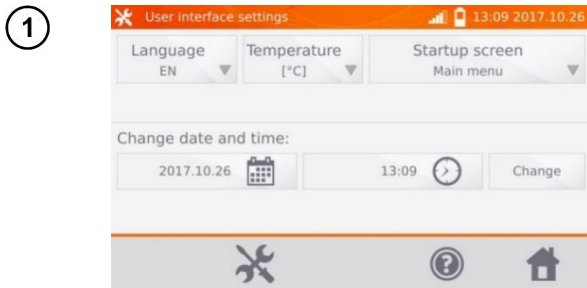 1
User interface settings 13:09 2017.10.26
Language Temperature Startup screen
EN [°C] Main menu
Change date and time:
2017.10.26 13:09 Change